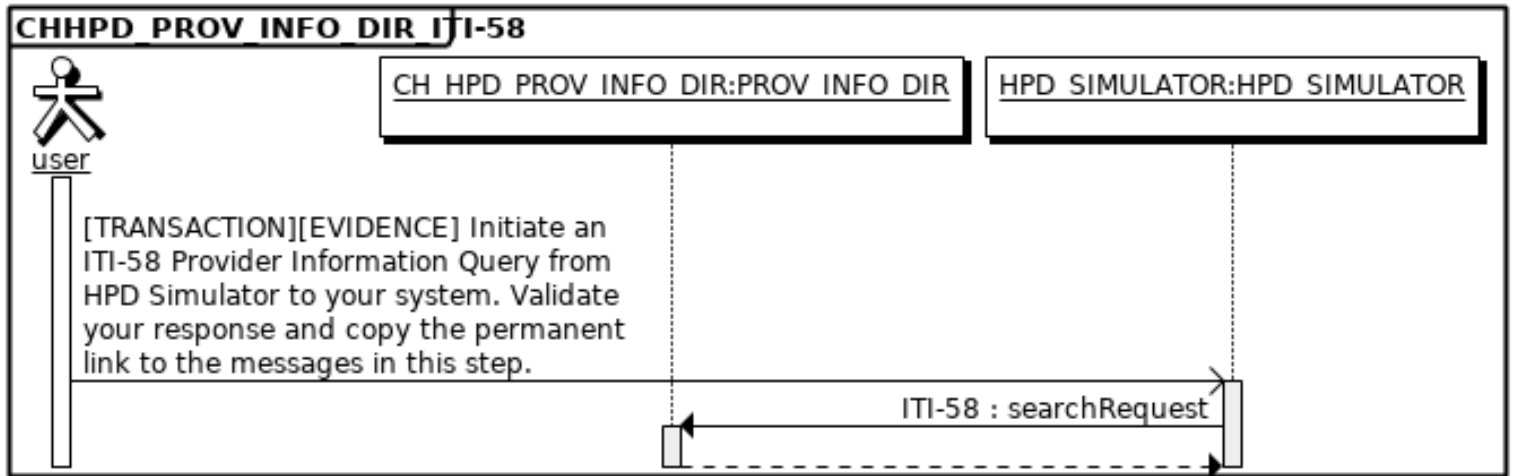 CHHPD_PROV_INFO_DIR_ITI-58
CH_HPD_PROV_INFO_DIR:PROV_INFO_DIR
HPD_SIMULATOR:HPD_SIMULATOR
user
[TRANSACTION][EVIDENCE] Initiate an
ITI-58 Provider Information Query from
HPD Simulator to your system. Validate
your response and copy the permanent
link to the messages in this step.
ITI-58 : searchRequest